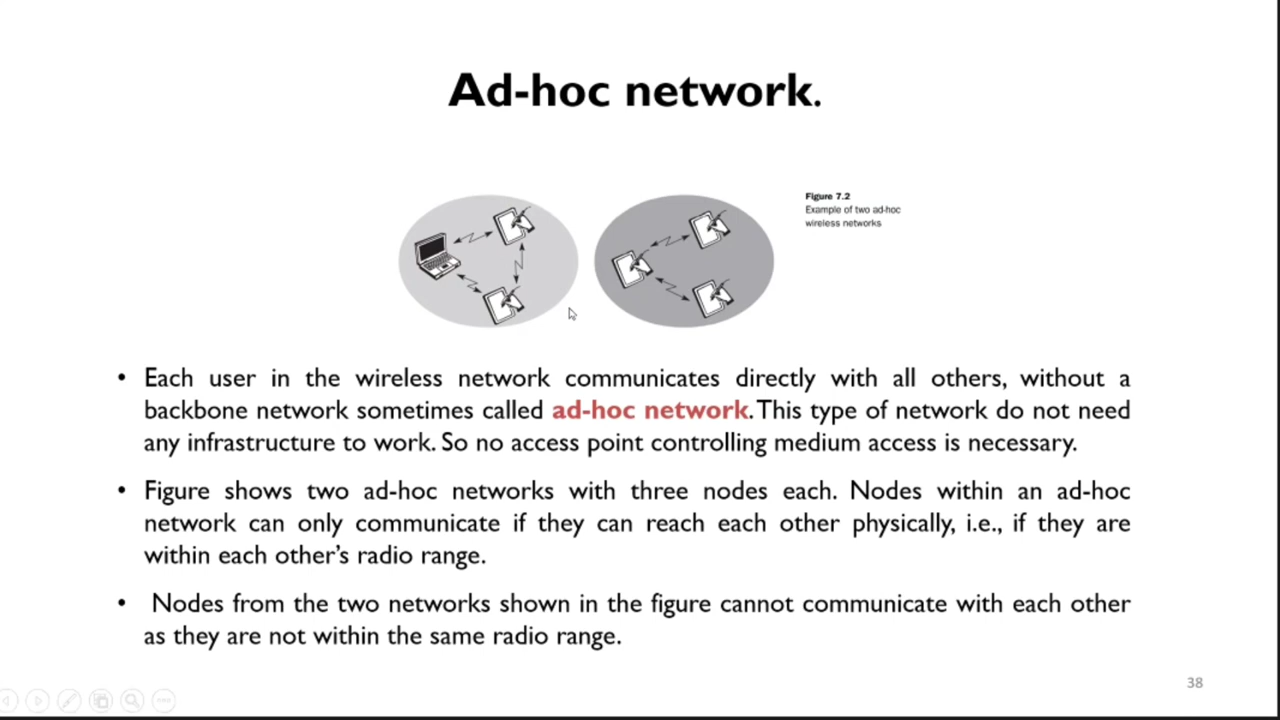 Ad-hoc network.
Figure 7.2
Example of two ad-hoc
wireless networks
• Each user in the wireless network communicates directly with all others, without a
backbone network sometimes called ad-hoc network. This type of network do not need
any infrastructure to work. So no access point controlling medium access is necessary.
• Figure shows two ad-hoc networks with three nodes each. Nodes within an ad-hoc
network can only communicate if they can reach each other physically, i.e., if they are
within each other's radio range.
• Nodes from the two networks shown in the figure cannot communicate with each other
as they are not within the same radio range.
38